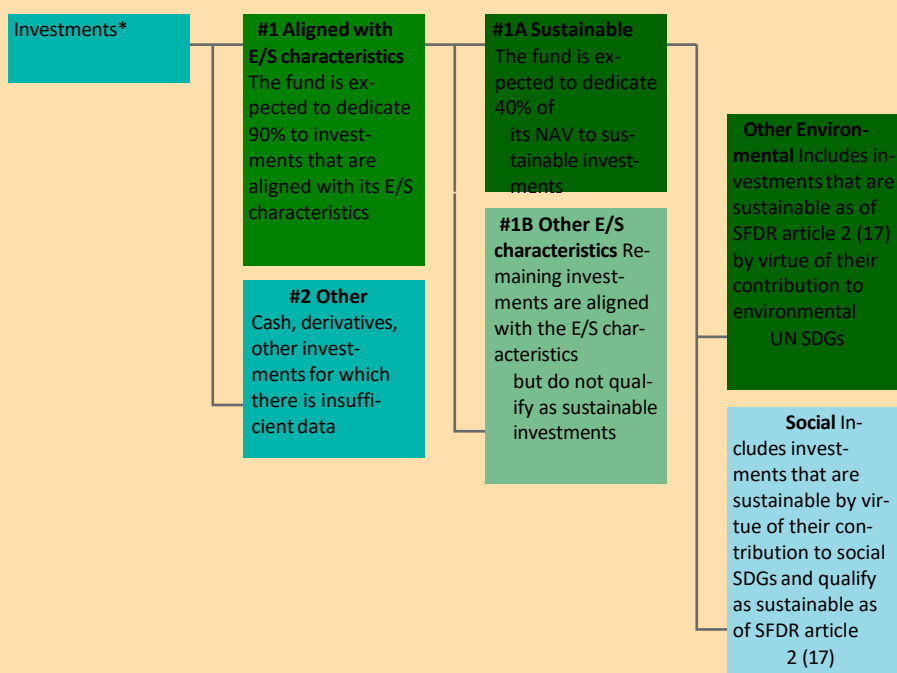 Investments*
#1 Aligned with
E/S characteristics
The fund is ex-
pected to dedicate
90% to invest-
ments that are
aligned with its E/S
characteristics
#2 Other
Cash, derivatives,
other invest-
ments for which
there is insuffi-
cient data
#1A Sustainable
The fund is ex-
pected to dedicate
40% of
its NAV to sus-
tainable invest-
ments
#1B Other E/S
characteristics Re-
maining invest-
ments are aligned
with the E/S char-
acteristics
but do not qual-
ify as sustainable
investments
Other Environ-
mental Includes in-
vestments that are
sustainable as of
SFDR article 2 (17)
by virtue of their
contribution to
environmental
UN SDGs
Social In-
cludes invest-
ments that are
sustainable by vir-
tue of their con-
tribution to social
SDGs and qualify
as sustainable as
of SFDR article
2 (17)